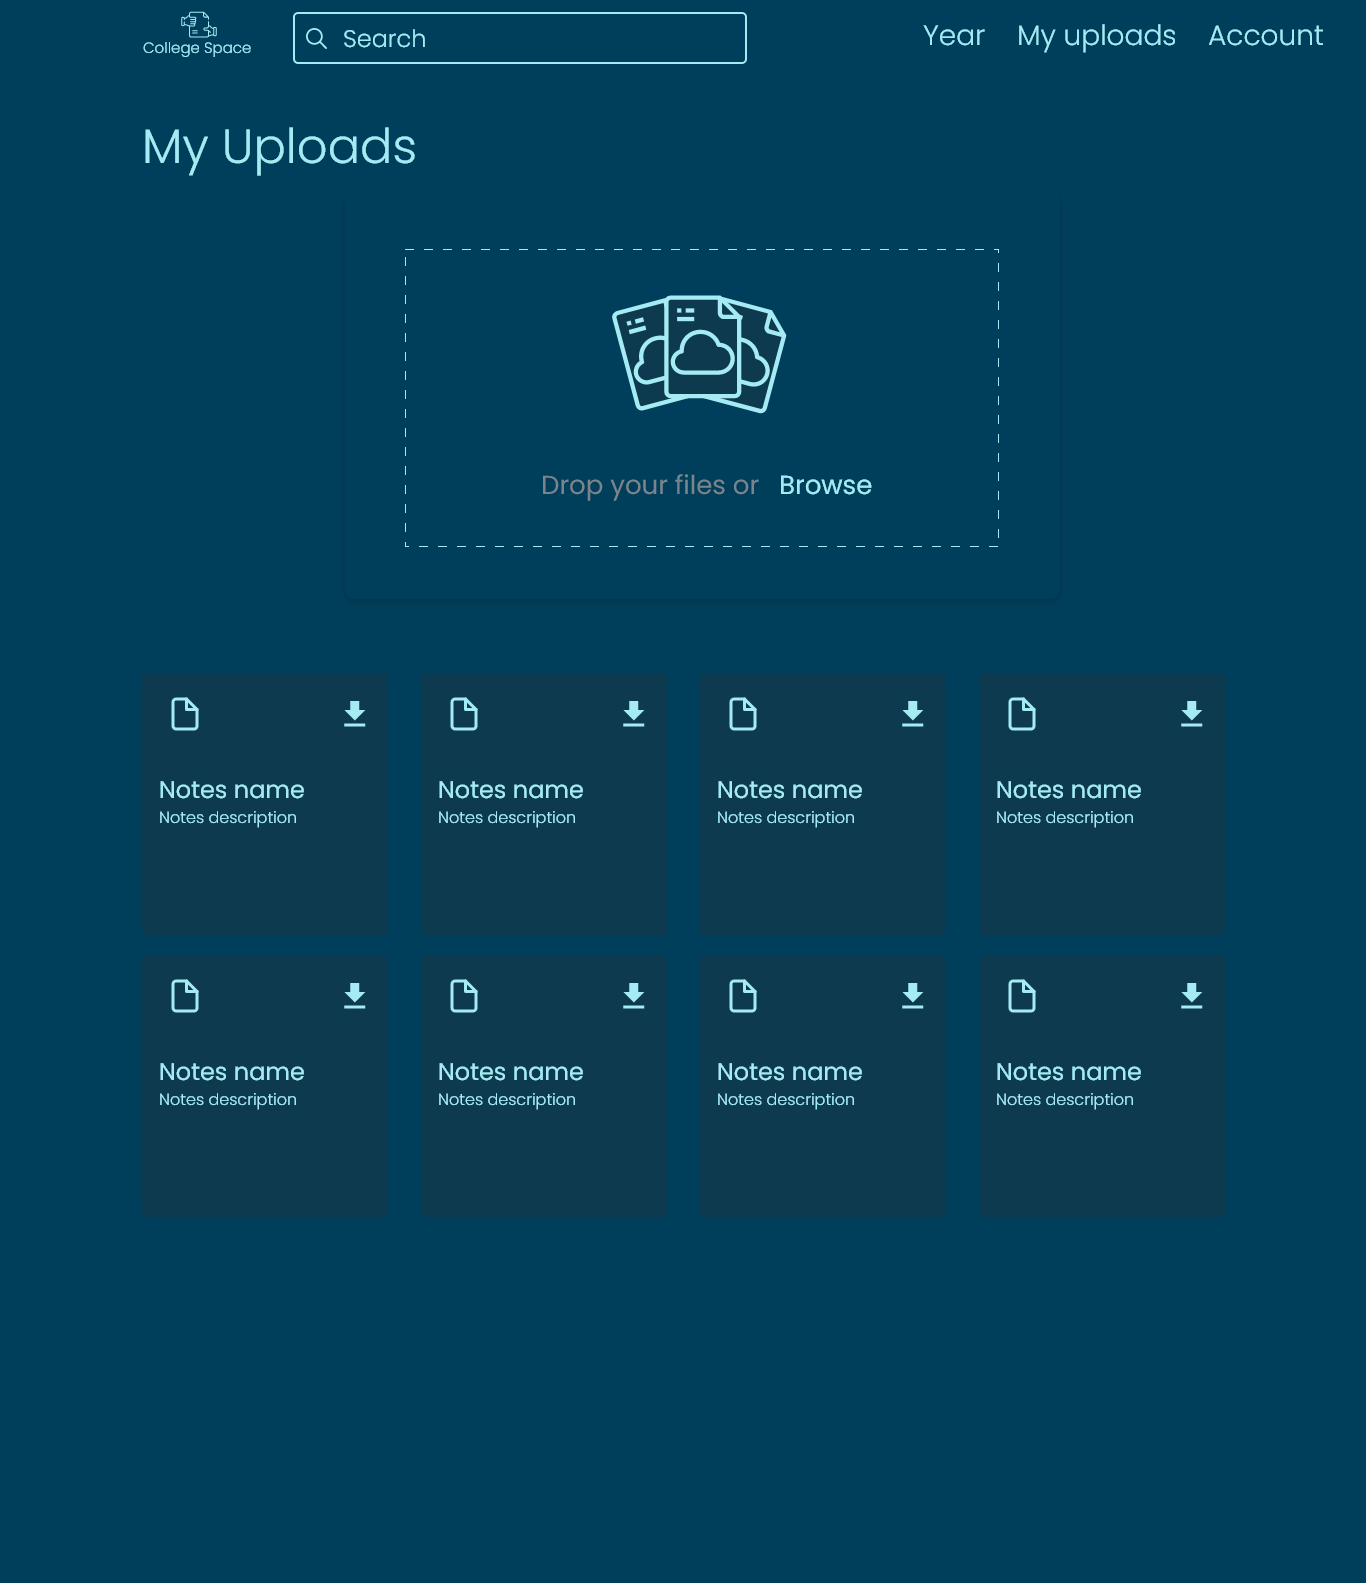 College Space
Search
Year
My uploads
Account
My Uploads
Drop your files or Browse
Notes name
Notes description
Notes name
Notes description
Notes name
Notes description
Notes name
Notes description
Notes name
Notes description
Notes name
Notes description
Notes name
Notes description
Notes name
Notes description